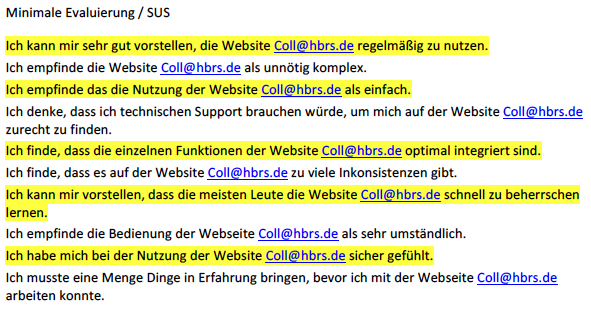 Minimale Evaluierung / SUS
Ich kann mir sehr gut vorstellen, die Website Coll@hbrs.de regelmäßig zu nutzen.
Ich empfinde die Website Coll@hbrs.de als unnötig komplex.
Ich empfinde das die Nutzung der Website Coll@hbrs.de als einfach.
Ich denke, dass ich technischen Support brauchen würde, um mich auf der Website Coll@hbrs.de
zurecht zu finden.
Ich finde, dass die einzelnen Funktionen der Website Coll@hbrs.de optimal integriert sind.
Ich finde, dass es auf der Website Coll@hbrs.de zu viele Inkonsistenzen gibt.
Ich kann mir vorstellen, dass die meisten Leute die Website Coll@hbrs.de schnell zu beherrschen
lernen.
Ich empfinde die Bedienung der Webseite Coll@hbrs.de als sehr umständlich.
Ich habe mich bei der Nutzung der Website Coll@hbrs.de sicher gefühlt.
Ich musste eine Menge Dinge in Erfahrung bringen, bevor ich mit der Webseite Coll@hbrs.de
arbeiten konnte.